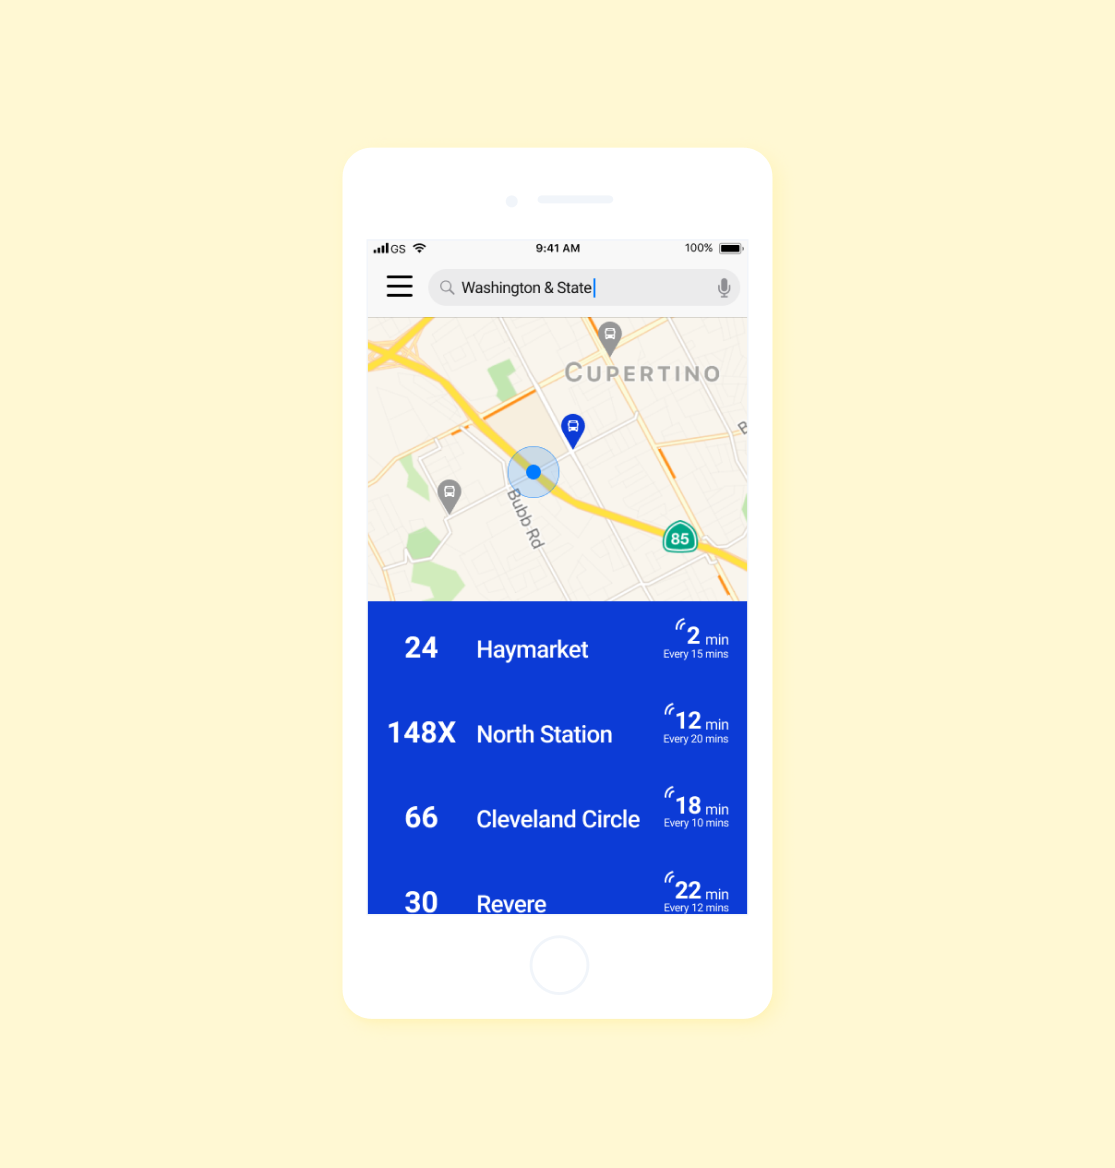 GS 9:41 AM 100%
Washington & State
CUPERTINO
Bubb Rd
85
24 Haymarket 2 min
Every 15 mins
148X North Station 12 min
Every 20 mins
66 Cleveland Circle 18 min
Every 10 mins
30 Revere 22 min
Every 12 mins